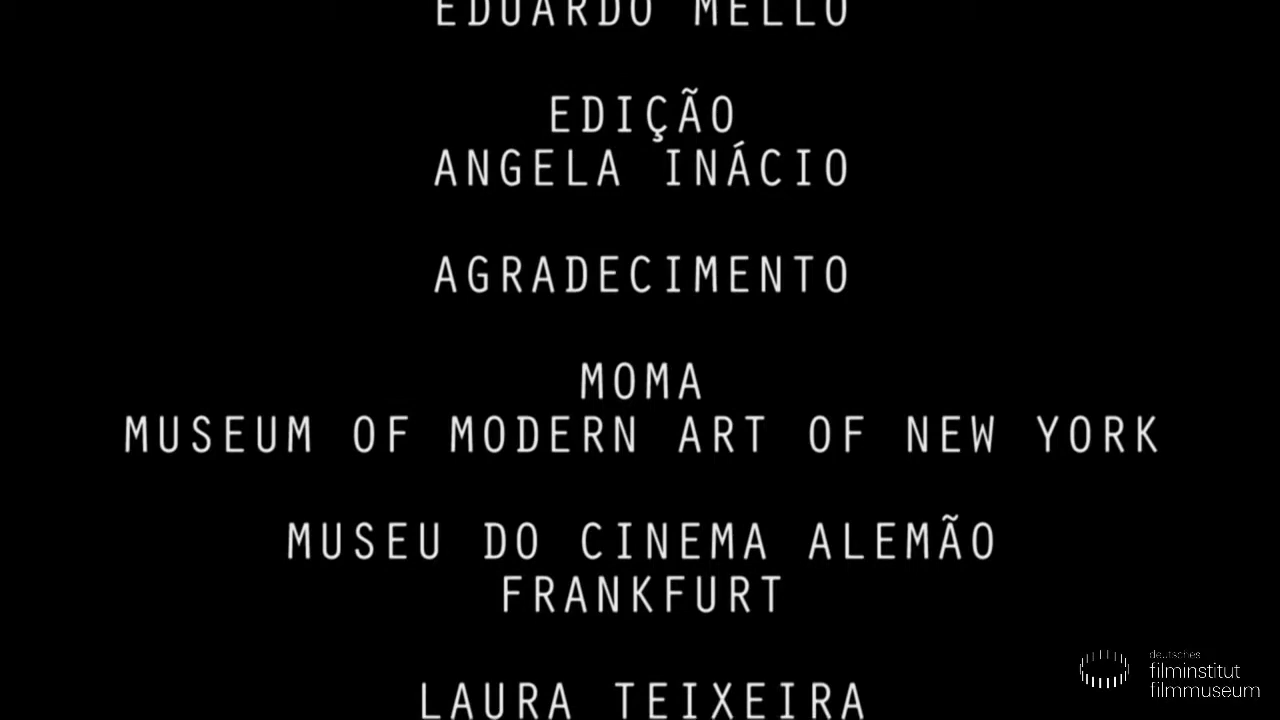 EDUARDO MELLO
EDIÇÃO
ANGELA INÁCIO
AGRADECIMENTO
MOMA
MUSEUM OF MODERN ART OF NEW YORK
MUSEU DO CINEMA ALEMÃO
FRANKFURT
LAURA TEIXEIRA
deutsches
filminstitut
filmmuseum